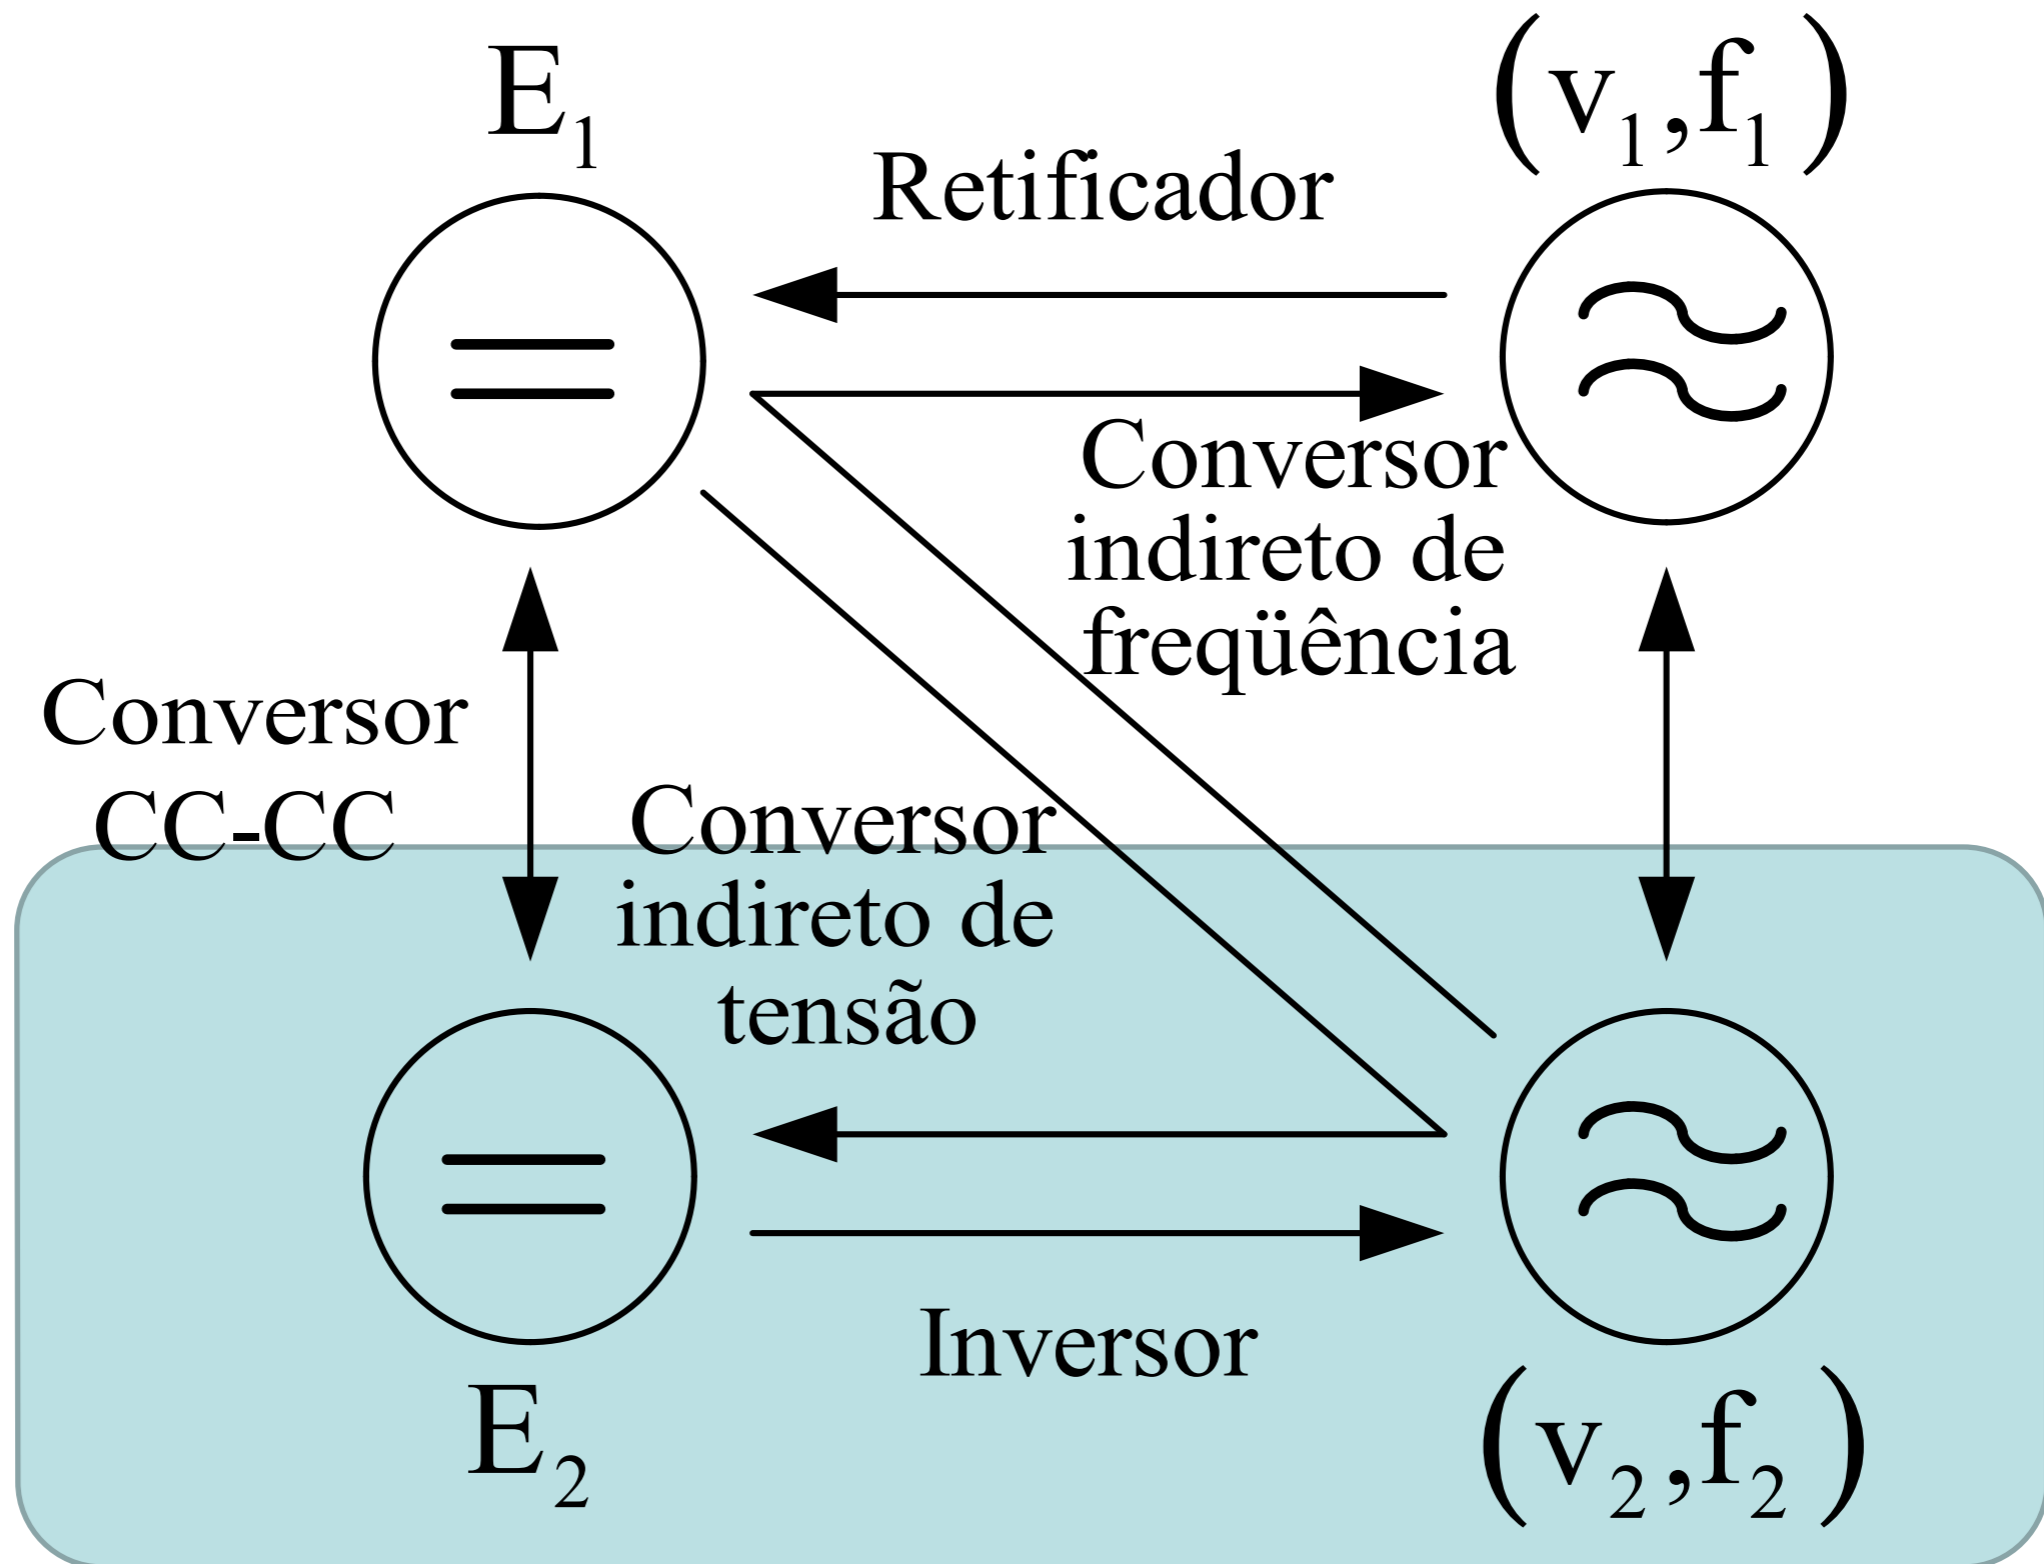 E₁
(v₁,f₁)
Retificador
Conversor
indireto de
freqüência
Conversor
CC-CC
Conversor
indireto de
tensão
Inversor
E₂
(v₂,f₂)